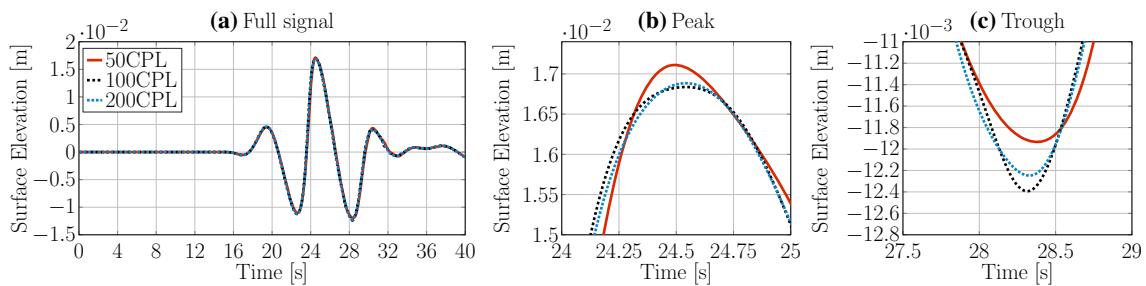 (a) Full signal
·10⁻²
2
1.5
1
0.5
0
−0.5
−1
−1.5
Surface Elevation [m]
50CPL
100CPL
200CPL
0 4 8 12 16 20 24 28 32 36 40
Time [s]
(b) Peak
·10⁻²
1.7
1.6
1.5
Surface Elevation [m]
24 24.25 24.5 24.75 25
Time [s]
(c) Trough
·10⁻³
−11
−11.2
−11.4
−11.6
−11.8
−12
−12.2
−12.4
−12.6
−12.8
Surface Elevation [m]
27.5 28 28.5 29
Time [s]